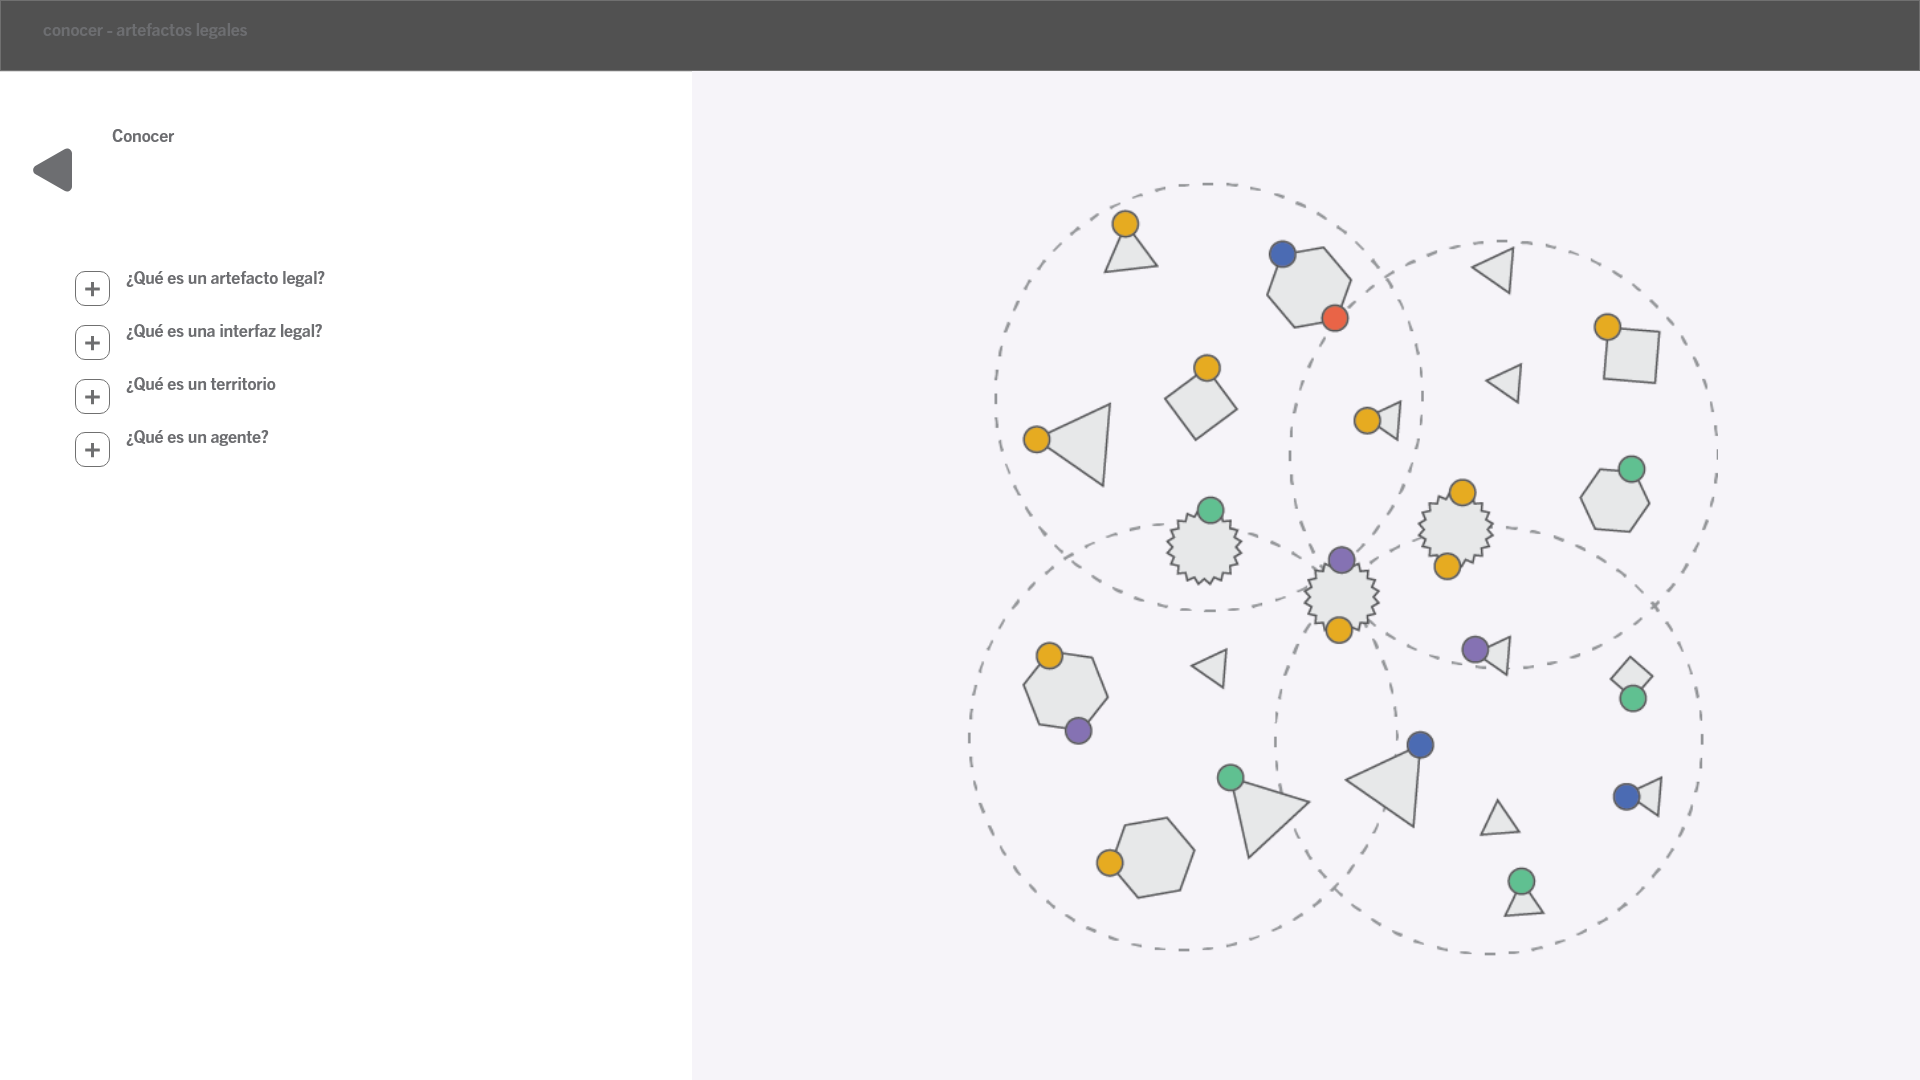 conocer - artefactos legales
Conocer
¿Qué es un artefacto legal?
¿Qué es una interfaz legal?
¿Qué es un territorio
¿Qué es un agente?